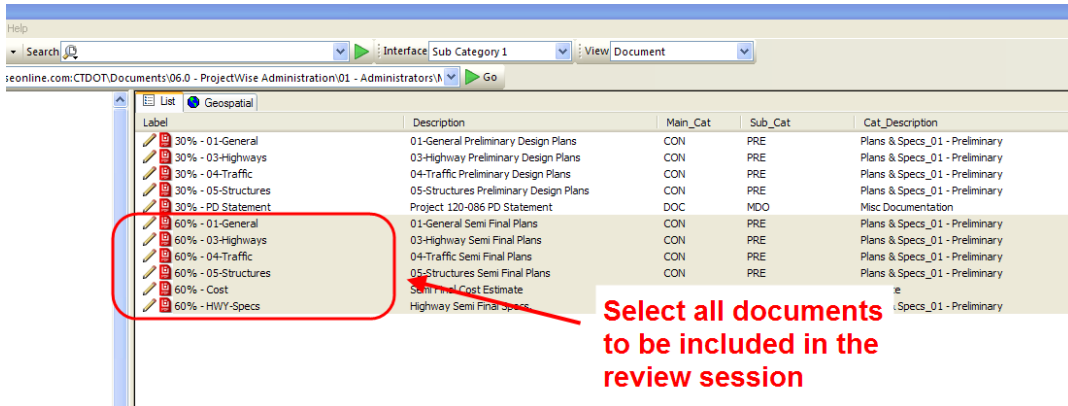 Help
Search Interface Sub Category 1 View Document
seonline.com:CTDOT\Documents\06.0 - ProjectWise Administration\01 - Administrators\ Go
List Geospatial
Label Description Main_Cat Sub_Cat Cat_Description
30% - 01-General 01-General Preliminary Design Plans CON PRE Plans & Specs_01 - Preliminary
30% - 03-Highways 03-Highway Preliminary Design Plans CON PRE Plans & Specs_01 - Preliminary
30% - 04-Traffic 04-Traffic Preliminary Design Plans CON PRE Plans & Specs_01 - Preliminary
30% - 05-Structures 05-Structures Preliminary Design Plans CON PRE Plans & Specs_01 - Preliminary
30% - PD Statement Project 120-086 PD Statement DOC MDO Misc Documentation
60% - 01-General 01-General Semi Final Plans CON PRE Plans & Specs_01 - Preliminary
60% - 03-Highways 03-Highway Semi Final Plans CON PRE Plans & Specs_01 - Preliminary
60% - 04-Traffic 04-Traffic Semi Final Plans CON PRE Plans & Specs_01 - Preliminary
60% - 05-Structures 05-Structures Semi Final Plans CON PRE Plans & Specs_01 - Preliminary
60% - Cost Semi Final Cost Estimate
60% - HWY-Specs Highway Semi Final Specs Specs_01 - Preliminary
Select all documents
to be included in the
review session